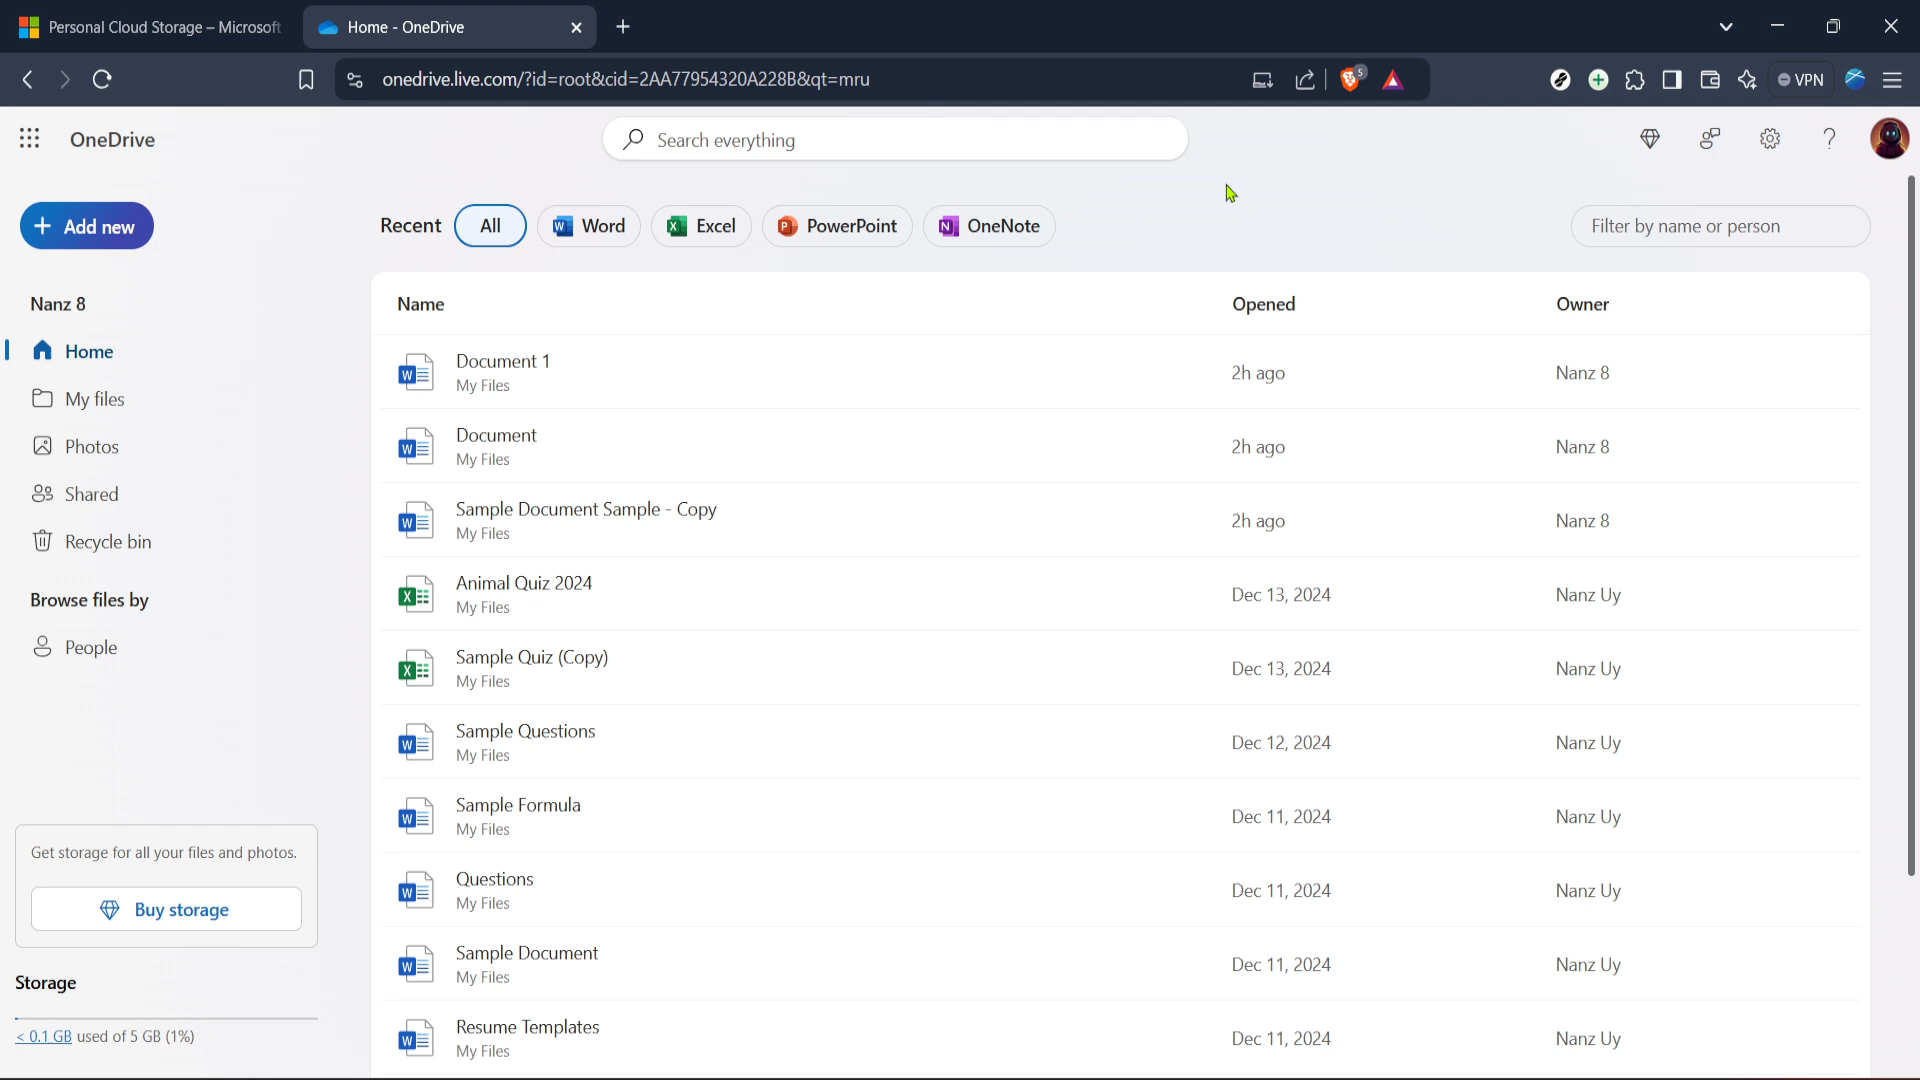 Personal Cloud Storage – Microsoft
Home - OneDrive
onedrive.live.com/?id=root&cid=2AA77954320A228B&qt=mru
5
VPN
OneDrive
Search everything
Add new
Recent
All
Word
Excel
PowerPoint
OneNote
Filter by name or person
Nanz 8
Home
My files
Photos
Shared
Recycle bin
Browse files by
People
Get storage for all your files and photos.
Buy storage
Storage
< 0.1 GB used of 5 GB (1%)
Name Opened Owner
Document 1
My Files
2h ago Nanz 8
Document
My Files
2h ago Nanz 8
Sample Document Sample - Copy
My Files
2h ago Nanz 8
Animal Quiz 2024
My Files
Dec 13, 2024 Nanz Uy
Sample Quiz (Copy)
My Files
Dec 13, 2024 Nanz Uy
Sample Questions
My Files
Dec 12, 2024 Nanz Uy
Sample Formula
My Files
Dec 11, 2024 Nanz Uy
Questions
My Files
Dec 11, 2024 Nanz Uy
Sample Document
My Files
Dec 11, 2024 Nanz Uy
Resume Templates
My Files
Dec 11, 2024 Nanz Uy